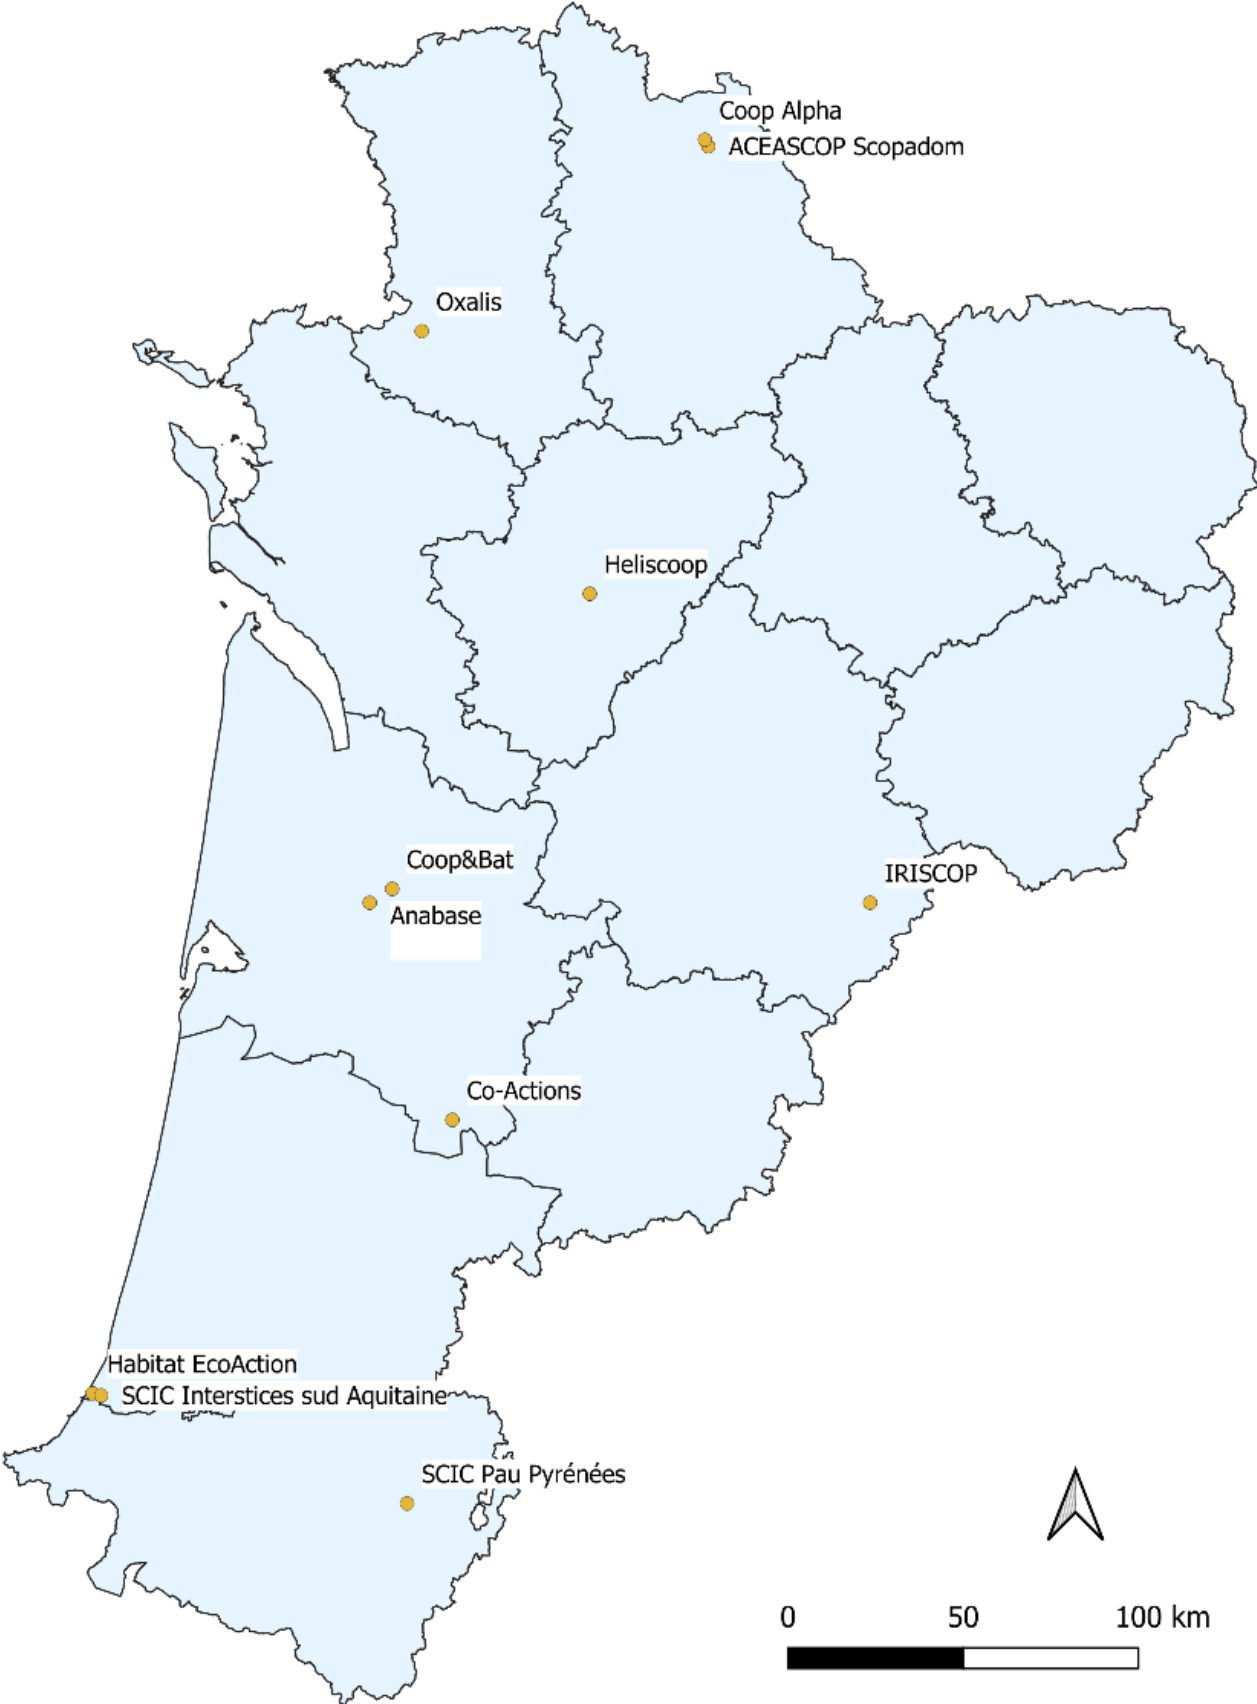 Coop Alpha
ACEASCOP Scopadom
Oxalis
Heliscoop
Coop&Bat
IRISCOP
Anabase
Co-Actions
Habitat EcoAction
SCIC Interstices sud Aquitaine
SCIC Pau Pyrénées
0 50 100 km